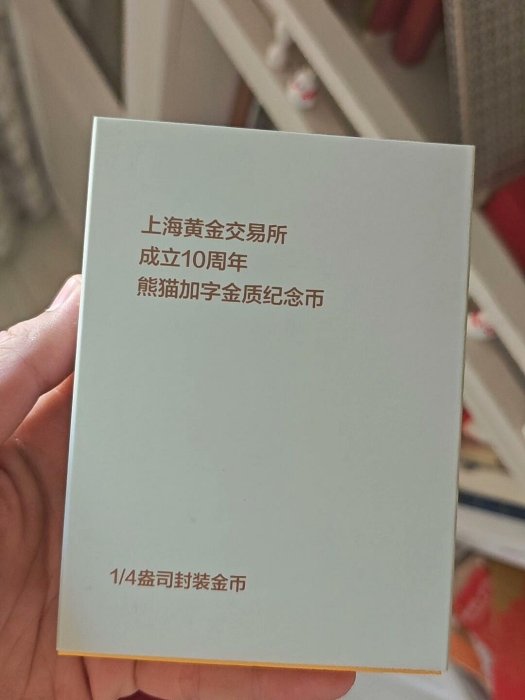 上海黄金交易所
成立10周年
熊猫加字金质纪念币
1/4盎司封装金币